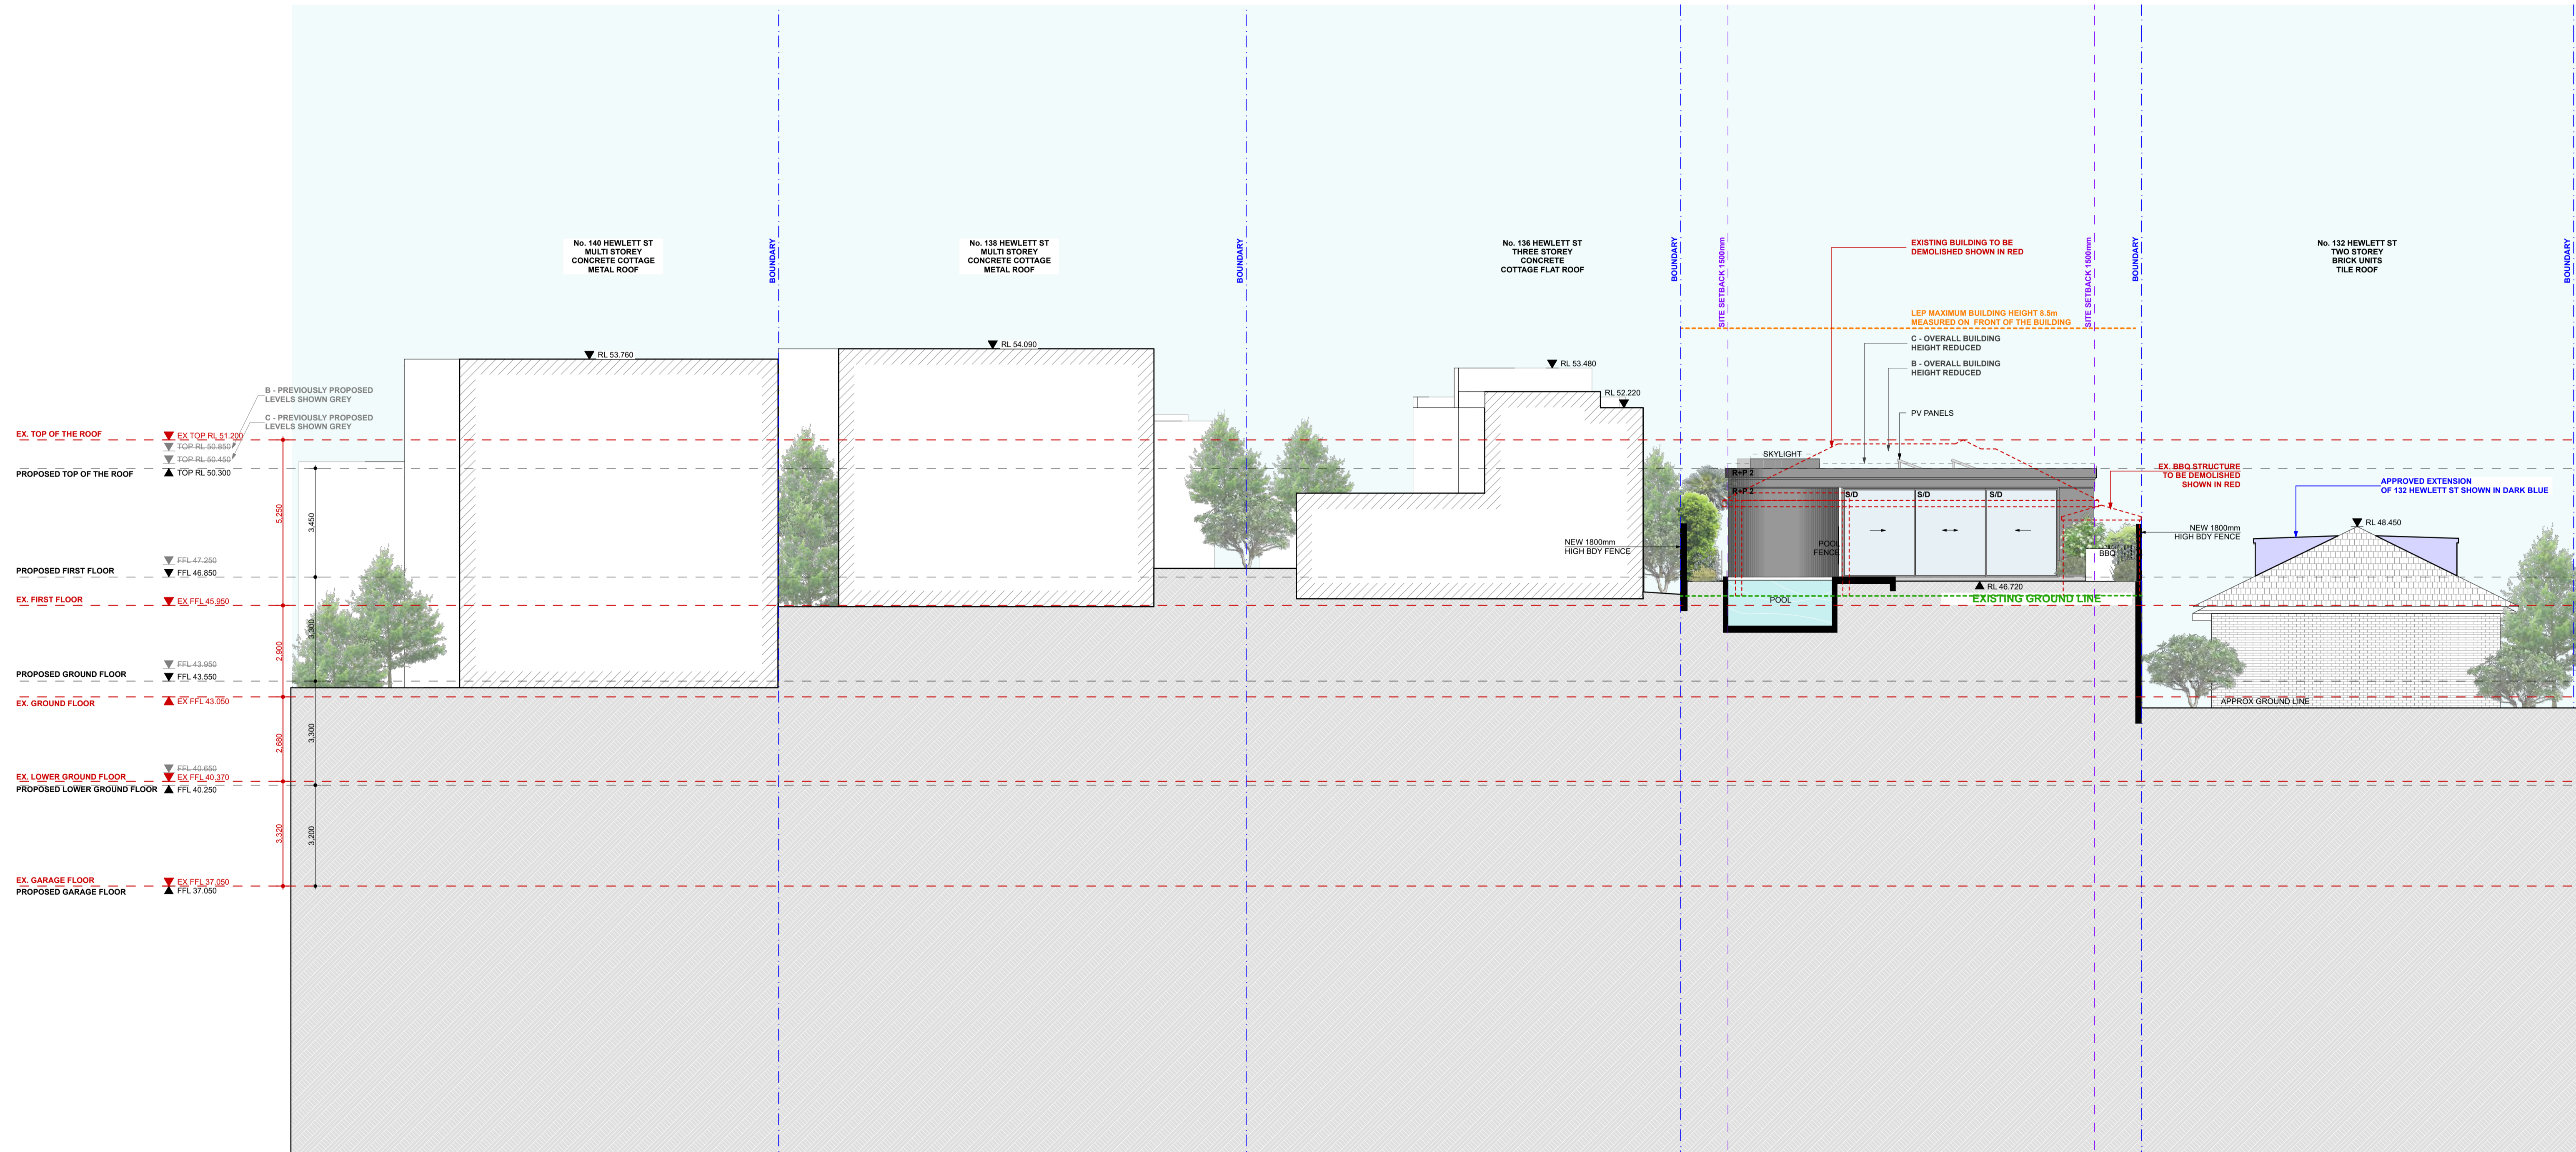 No. 140 HEWLETT ST
MULTI STOREY
CONCRETE COTTAGE
METAL ROOF
BOUNDARY
No. 138 HEWLETT ST
MULTI STOREY
CONCRETE COTTAGE
METAL ROOF
BOUNDARY
No. 136 HEWLETT ST
THREE STOREY
CONCRETE
COTTAGE FLAT ROOF
BOUNDARY
SITE SETBACK 1500mm
EXISTING BUILDING TO BE
DEMOLISHED SHOWN IN RED
SITE SETBACK 1500mm
BOUNDARY
No. 132 HEWLETT ST
TWO STOREY
BRICK UNITS
TILE ROOF
BOUNDARY
LEP MAXIMUM BUILDING HEIGHT 8.5m
MEASURED ON FRONT OF THE BUILDING
C - OVERALL BUILDING
HEIGHT REDUCED
B - OVERALL BUILDING
HEIGHT REDUCED
PV PANELS
RL 53.760
RL 54.090
RL 53.480
RL 52.220
B - PREVIOUSLY PROPOSED
LEVELS SHOWN GREY
C - PREVIOUSLY PROPOSED
LEVELS SHOWN GREY
EX. TOP OF THE ROOF
EX TOP RL 51.200
TOP RL 50.850
TOP RL 50.450
PROPOSED TOP OF THE ROOF
TOP RL 50.300
SKYLIGHT
R+P 2
R+P 2
S/D
S/D
S/D
EX. BBQ STRUCTURE
TO BE DEMOLISHED
SHOWN IN RED
APPROVED EXTENSION
OF 132 HEWLETT ST SHOWN IN DARK BLUE
RL 48.450
NEW 1800mm
HIGH BDY FENCE
NEW 1800mm
HIGH BDY FENCE
POOL
FENCE
BBQ
5,250
3,450
FFL 47.250
PROPOSED FIRST FLOOR
FFL 46.850
RL 46.720
EX. FIRST FLOOR
EX FFL 45.950
POOL
EXISTING GROUND LINE
3,300
2,900
FFL 43.950
PROPOSED GROUND FLOOR
FFL 43.550
EX. GROUND FLOOR
EX FFL 43.050
APPROX GROUND LINE
3,300
2,680
FFL 40.650
EX. LOWER GROUND FLOOR
EX FFL 40.370
PROPOSED LOWER GROUND FLOOR
FFL 40.250
3,320
3,200
EX. GARAGE FLOOR
EX FFL 37.050
PROPOSED GARAGE FLOOR
FFL 37.050